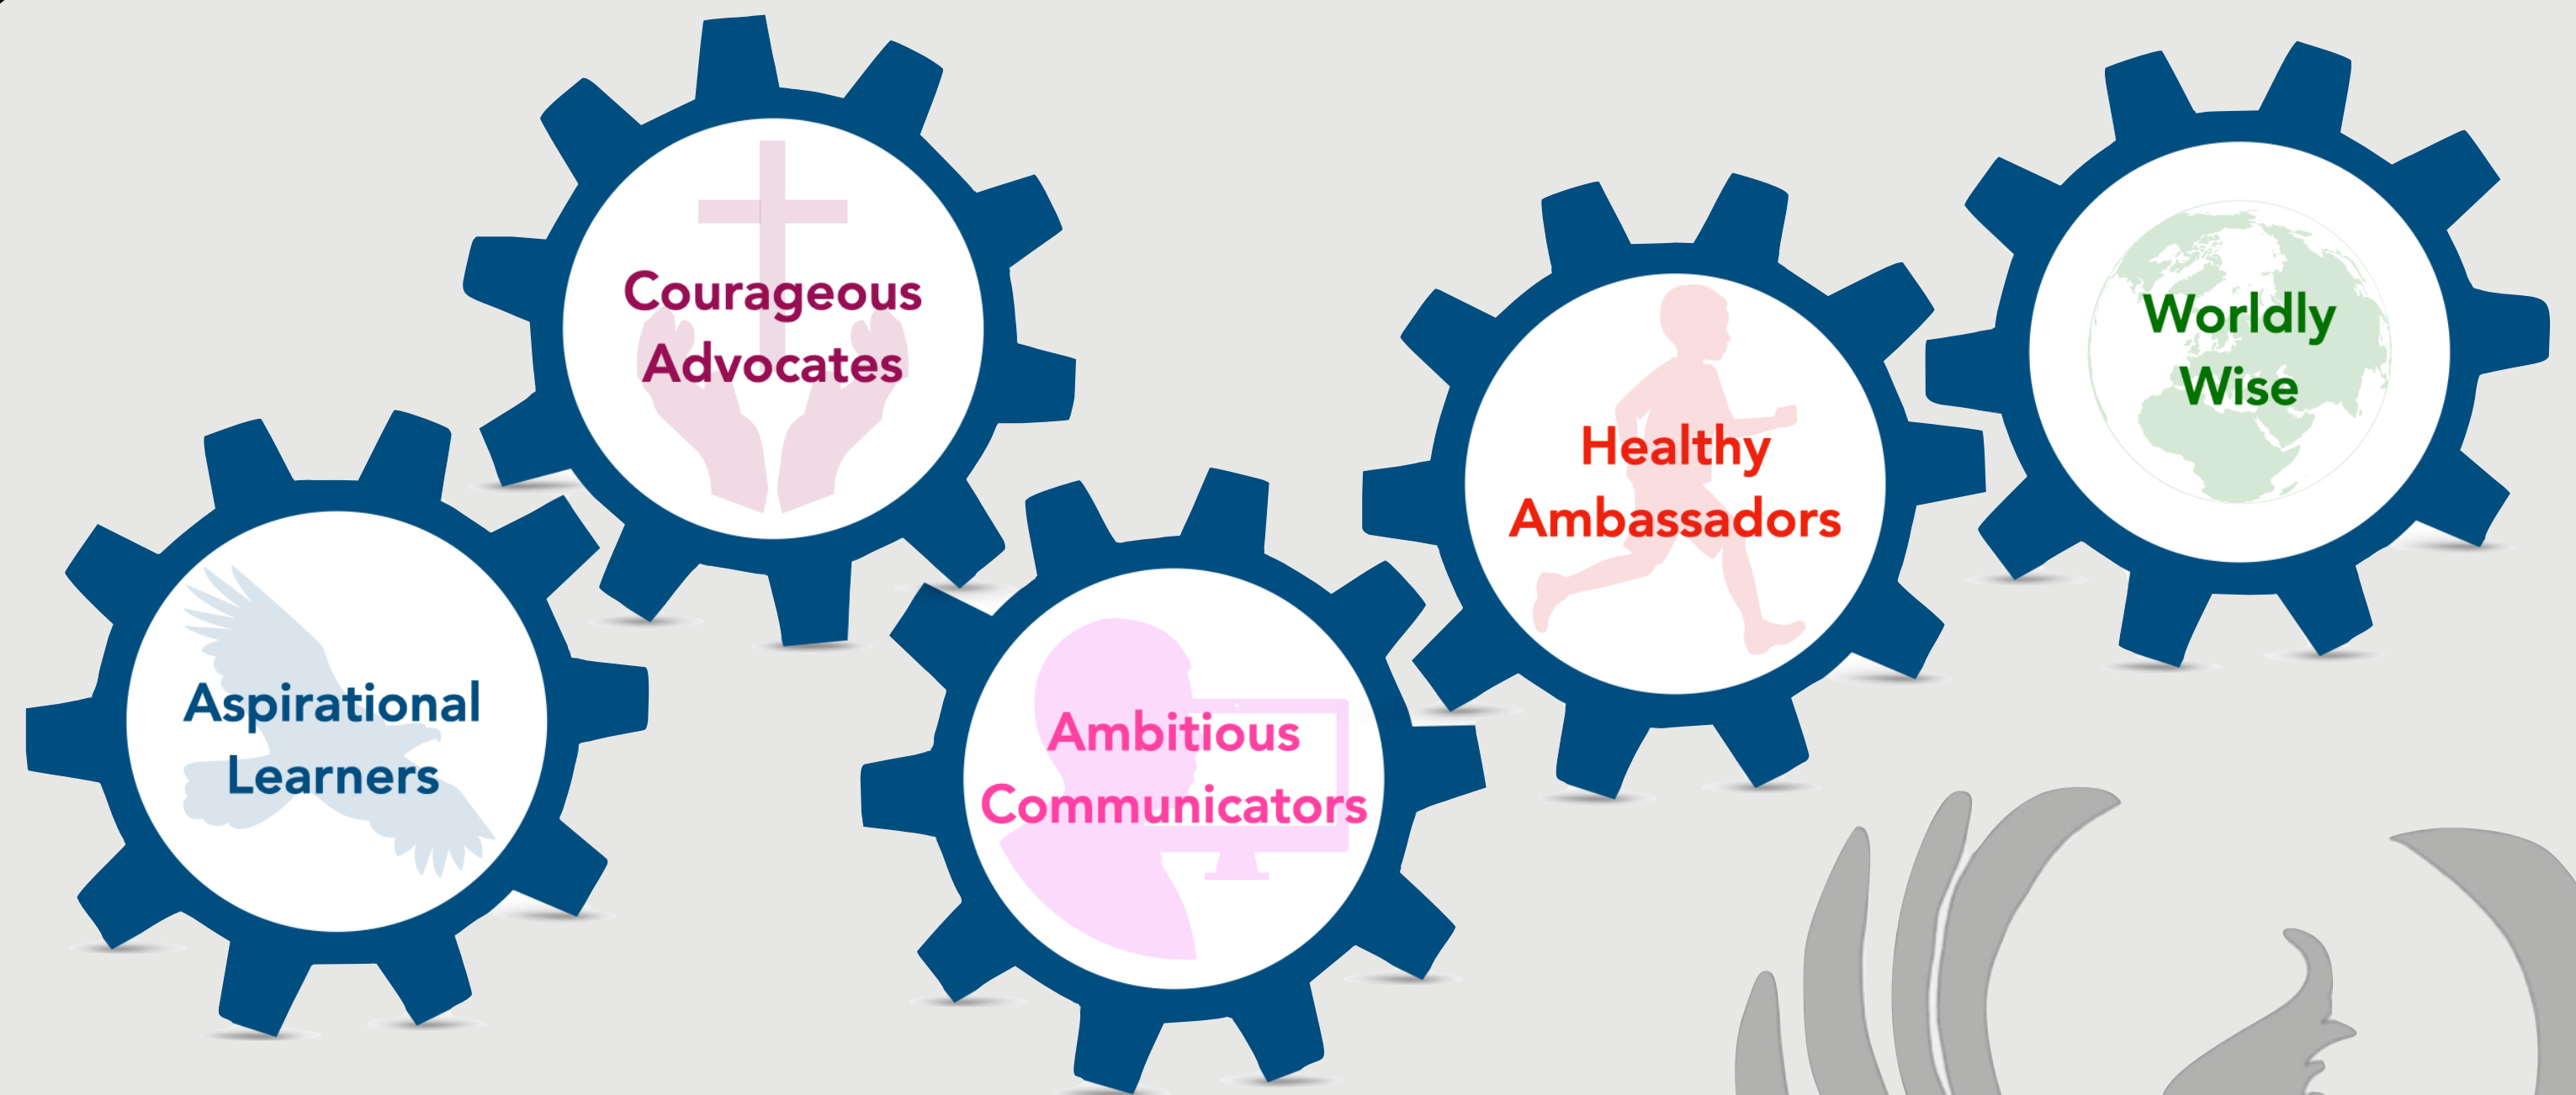 Courageous
Advocates
Worldly
Wise
Healthy
Ambassadors
Aspirational
Learners
Ambitious
Communicators